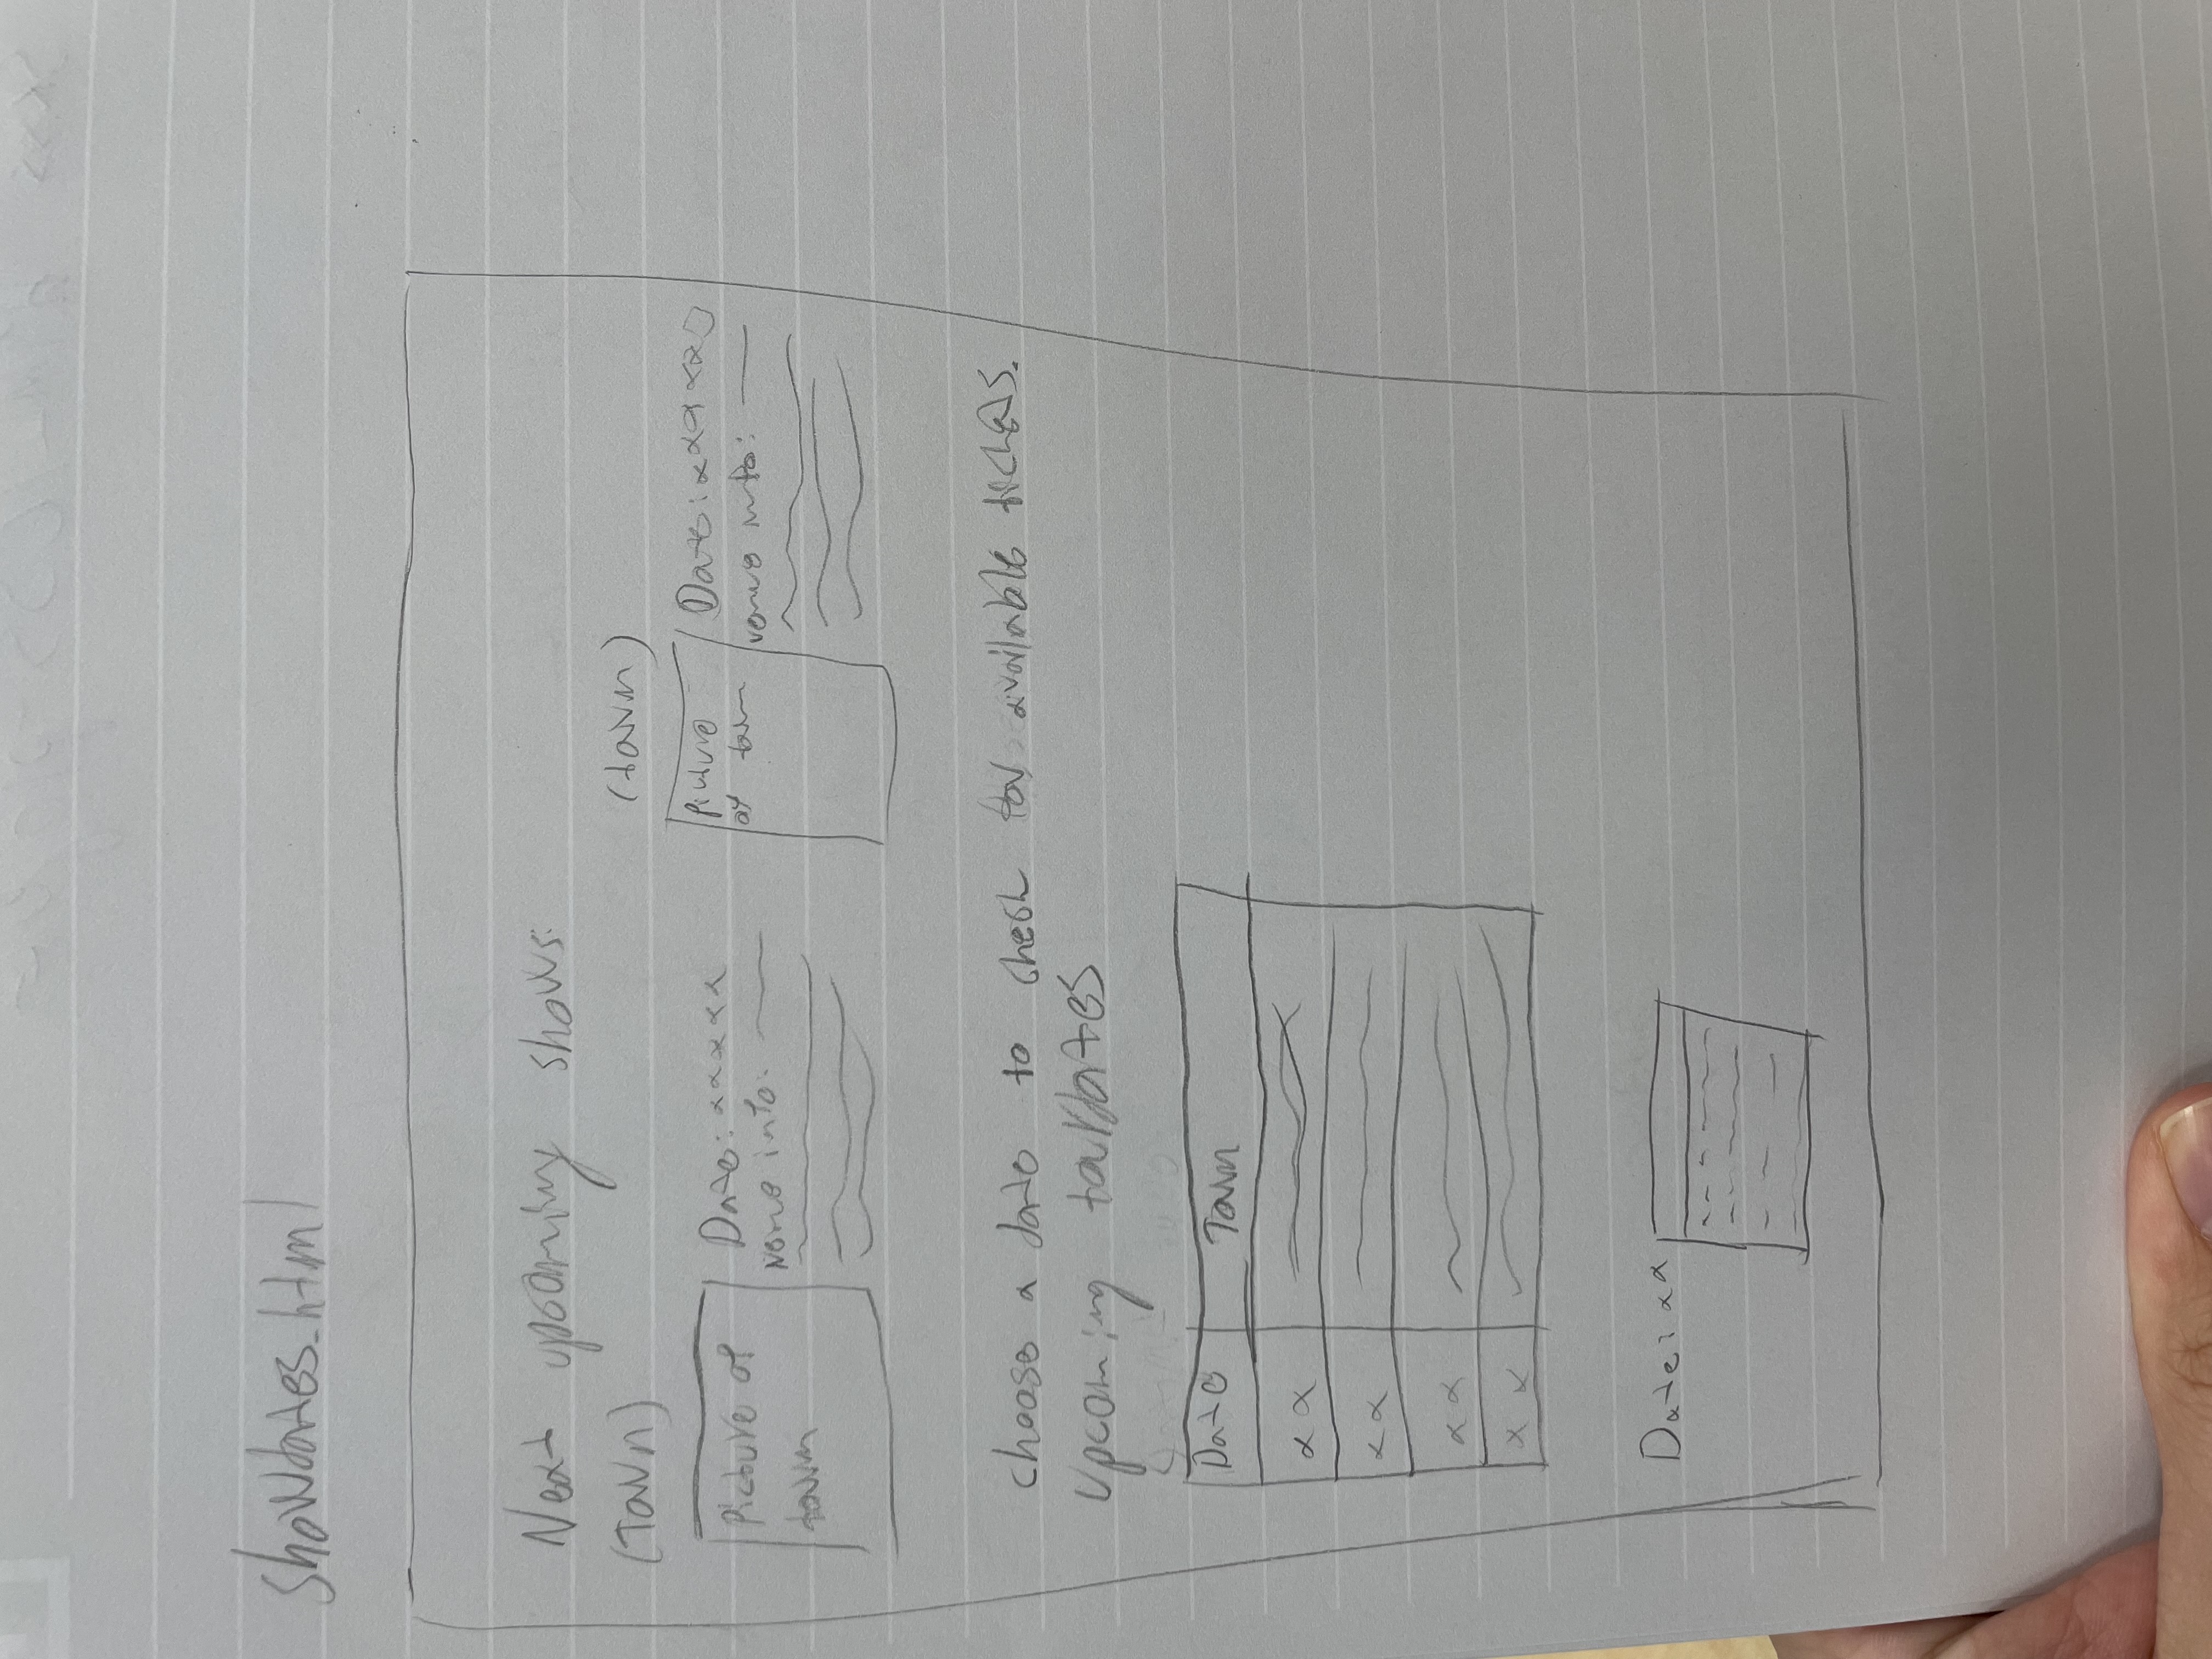 showdates.html
Next upcoming shows:
(Town)
(town)
Picture of
town
Date: xxxxx
venue info:
picture
of town
Date: xxxxxx
venue info:
choose a date to check for available tickets.
Upcoming tourdates
Date Town
xx
xx
xx
xx
Date: xx